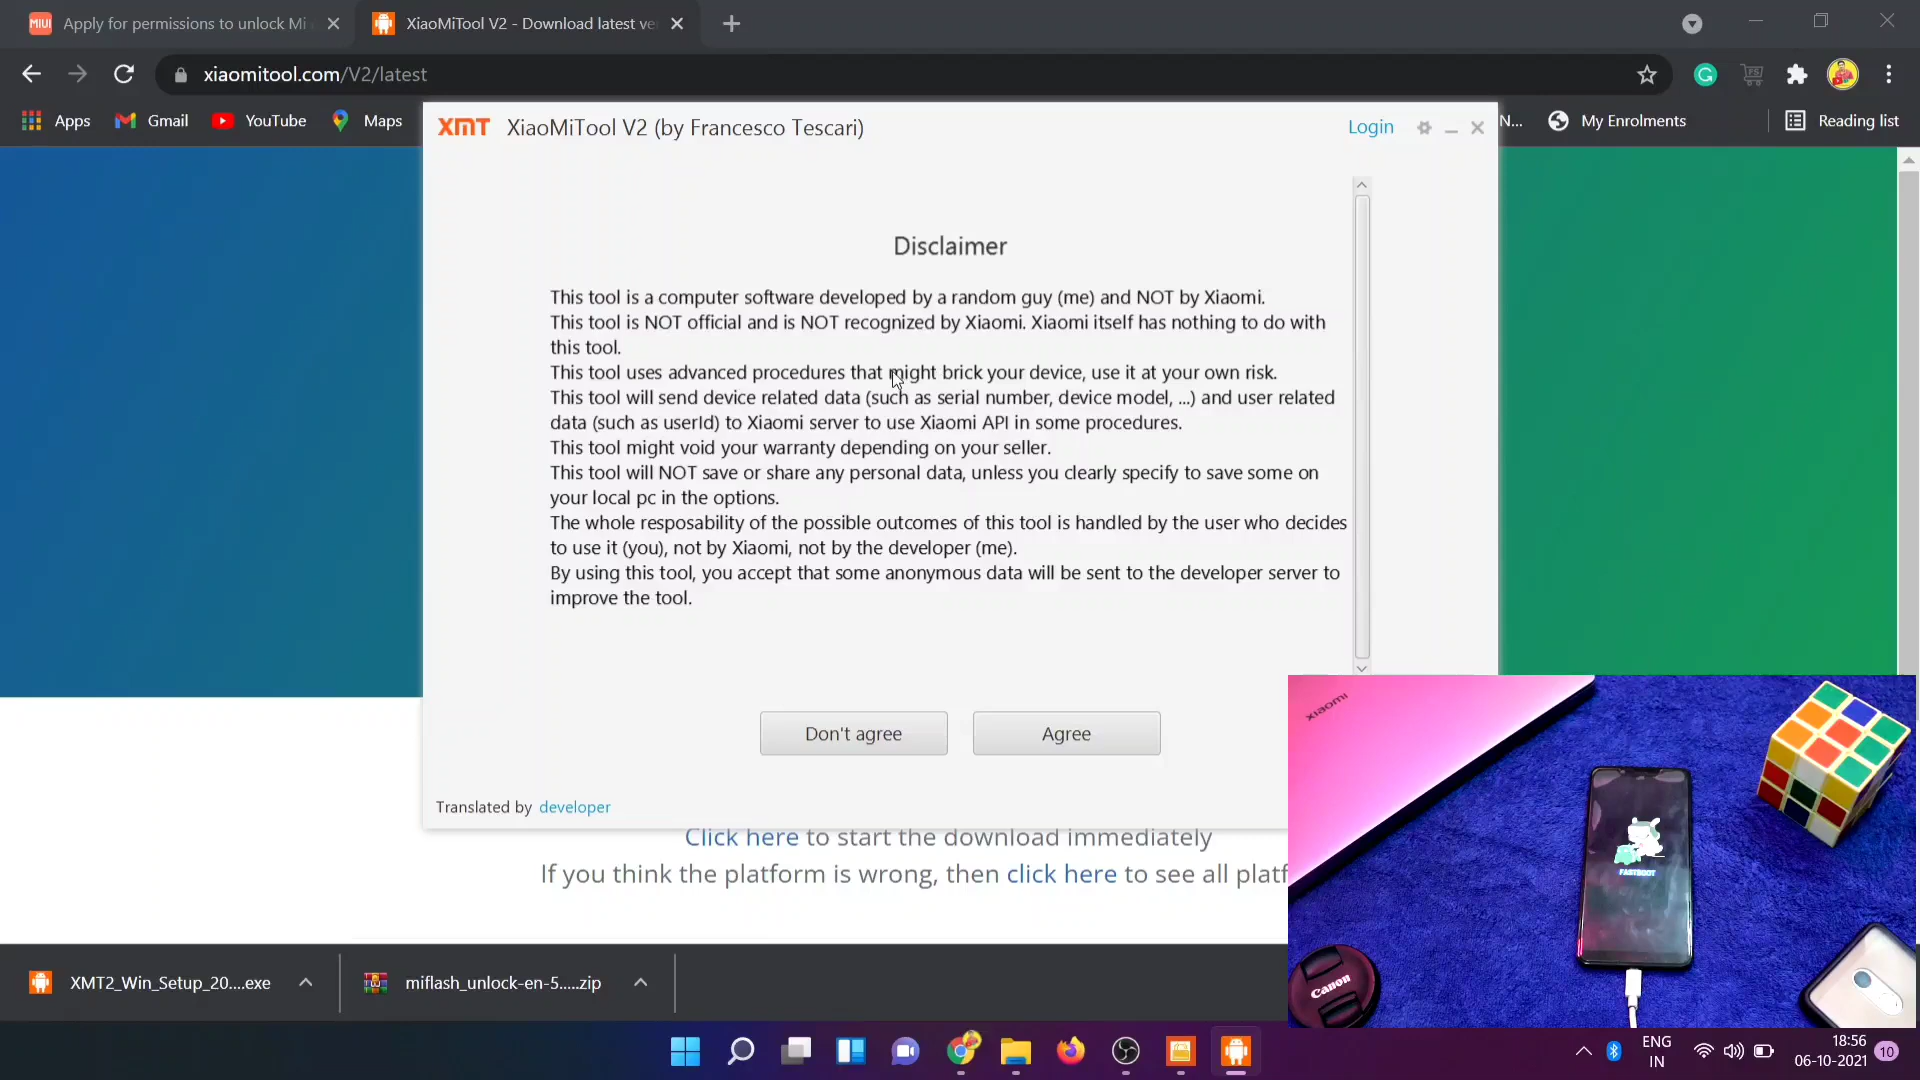 Apply for permissions to unlock Mi
XiaoMiTool V2 - Download latest ve
xiaomitool.com/V2/latest
Apps
Gmail
YouTube
Maps
N...
My Enrolments
Reading list
XMT
XiaoMiTool V2 (by Francesco Tescari)
Login
Disclaimer
This tool is a computer software developed by a random guy (me) and NOT by Xiaomi.
This tool is NOT official and is NOT recognized by Xiaomi. Xiaomi itself has nothing to do with
this tool.
This tool uses advanced procedures that might brick your device, use it at your own risk.
This tool will send device related data (such as serial number, device model, ...) and user related
data (such as userId) to Xiaomi server to use Xiaomi API in some procedures.
This tool might void your warranty depending on your seller.
This tool will NOT save or share any personal data, unless you clearly specify to save some on
your local pc in the options.
The whole resposability of the possible outcomes of this tool is handled by the user who decides
to use it (you), not by Xiaomi, not by the developer (me).
By using this tool, you accept that some anonymous data will be sent to the developer server to
improve the tool.
Don't agree
Agree
Translated by developer
Click here to start the download immediately
If you think the platform is wrong, then click here to see all platf
xiaomi
FASTBOOT
Canon
XMT2_Win_Setup_20....exe
miflash_unlock-en-5.....zip
ENG
IN
18:56
06-10-2021
10